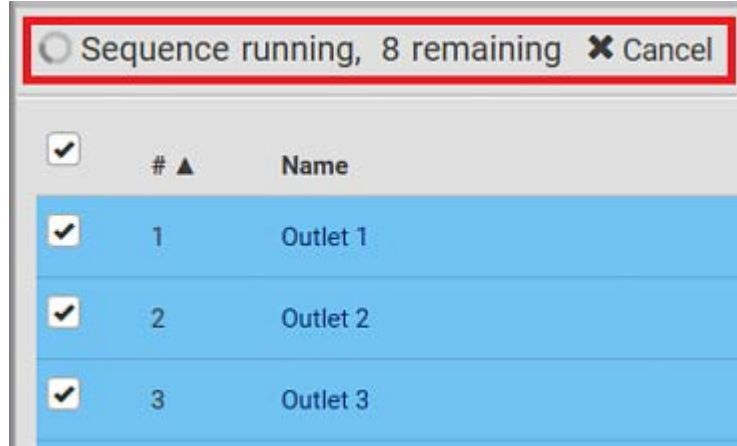 Sequence running, 8 remaining ✖ Cancel
# ▲ Name
1 Outlet 1
2 Outlet 2
3 Outlet 3